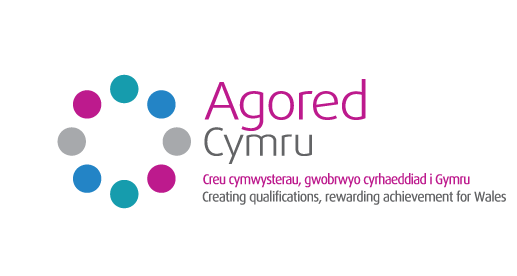 Agored
Cymru
Creu cymwysterau, gwobrwyo cyrhaeddiad i Gymru
Creating qualifications, rewarding achievement for Wales